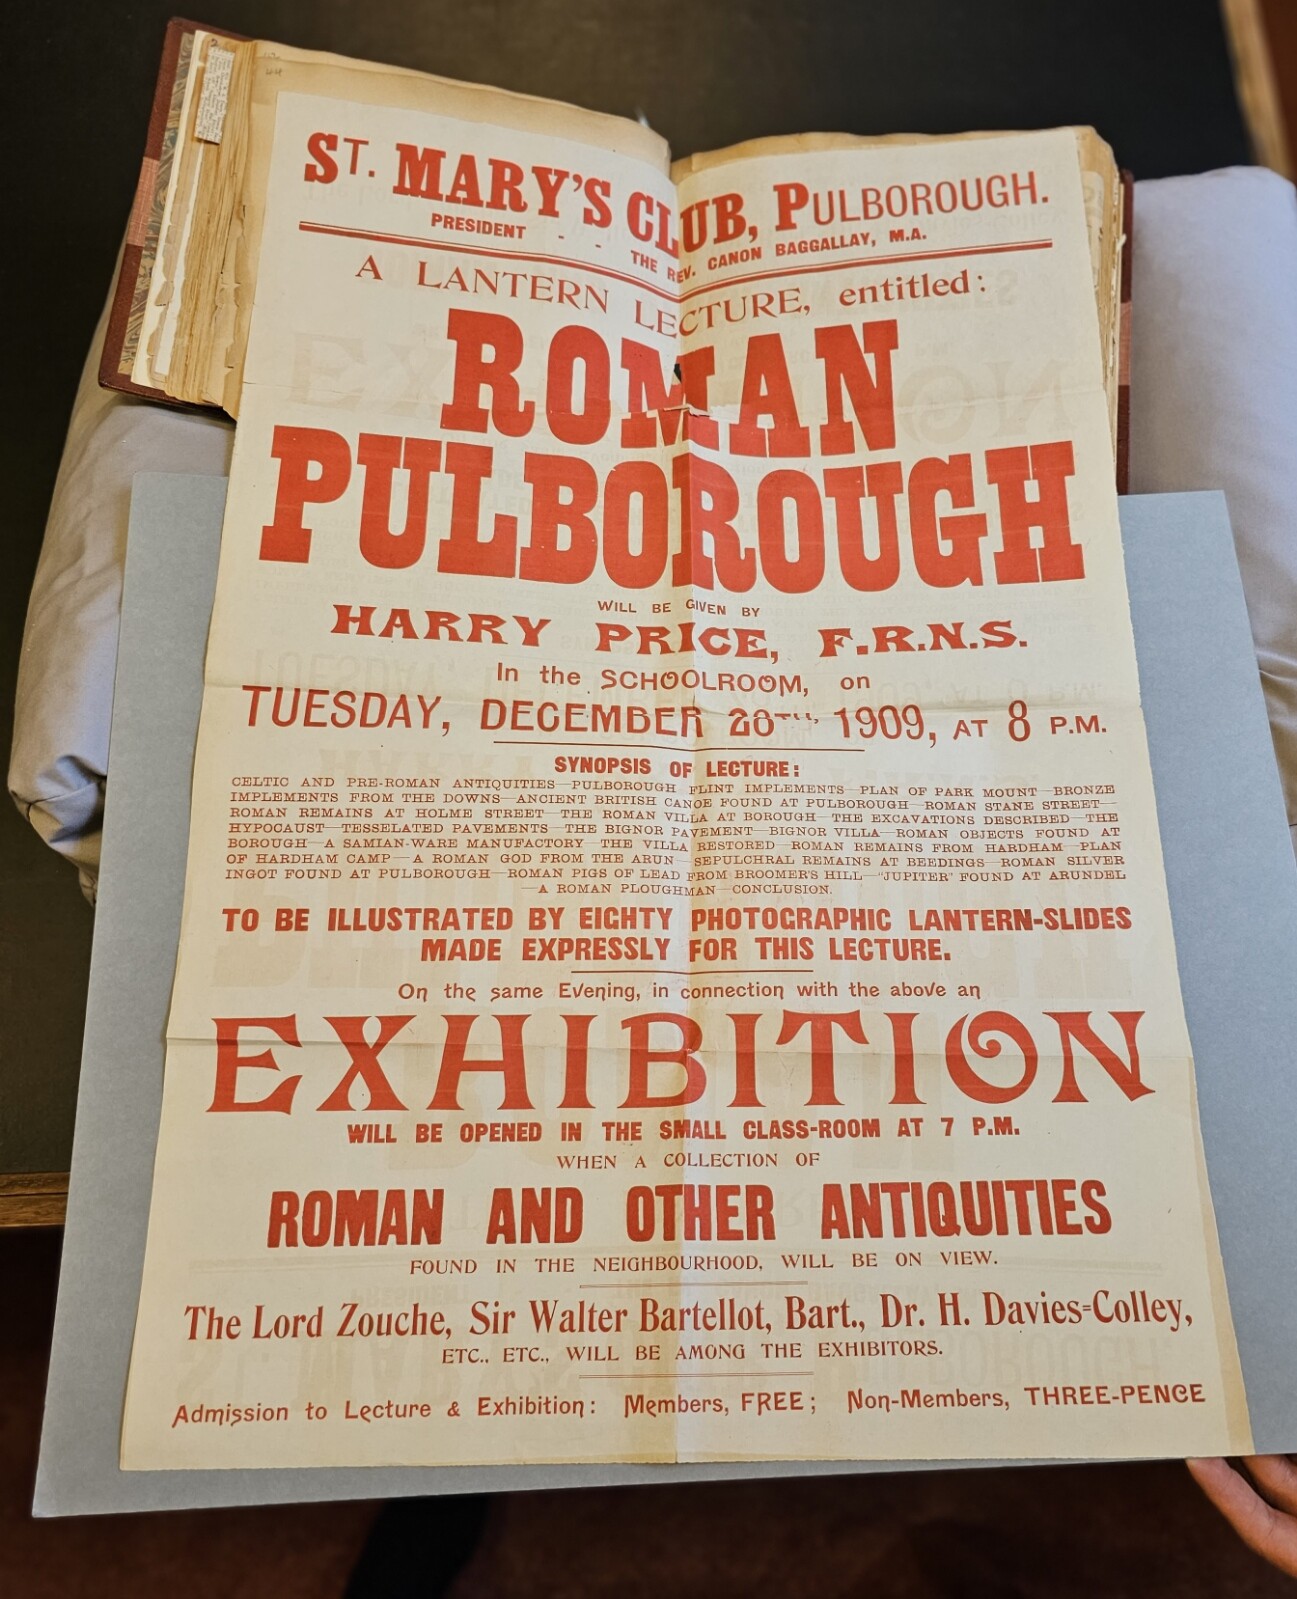 ST. MARY'S CLUB, PULBOROUGH.
PRESIDENT - - THE REV. CANON BAGGALLAY, M.A.
A LANTERN LECTURE, entitled:
ROMAN
PULBOROUGH
WILL BE GIVEN BY
HARRY PRICE, F.R.N.S.
In the SCHOOLROOM, on
TUESDAY, DECEMBER 28TH, 1909, AT 8 P.M.
SYNOPSIS OF LECTURE:
CELTIC AND PRE-ROMAN ANTIQUITIES—PULBOROUGH FLINT IMPLEMENTS—PLAN OF PARK MOUNT—BRONZE
IMPLEMENTS FROM THE DOWNS—ANCIENT BRITISH CANOE FOUND AT PULBOROUGH—ROMAN STANE STREET—
ROMAN REMAINS AT HOLME STREET—THE ROMAN VILLA AT BOROUGH—THE EXCAVATIONS DESCRIBED—THE
HYPOCAUST—TESSELATED PAVEMENTS—THE BIGNOR PAVEMENT—BIGNOR VILLA—ROMAN OBJECTS FOUND AT
BOROUGH—A SAMIAN-WARE MANUFACTORY—THE VILLA RESTORED—ROMAN REMAINS FROM HARDHAM—PLAN
OF HARDHAM CAMP—A ROMAN GOD FROM THE ARUN—SEPULCHRAL REMAINS AT BEEDINGS—ROMAN SILVER
INGOT FOUND AT PULBOROUGH—ROMAN PIGS OF LEAD FROM BROOMER'S HILL—"JUPITER" FOUND AT ARUNDEL
—A ROMAN PLOUGHMAN—CONCLUSION.
TO BE ILLUSTRATED BY EIGHTY PHOTOGRAPHIC LANTERN-SLIDES
MADE EXPRESSLY FOR THIS LECTURE.
On the same Evening, in connection with the above an
EXHIBITION
WILL BE OPENED IN THE SMALL CLASS-ROOM AT 7 P.M.
WHEN A COLLECTION OF
ROMAN AND OTHER ANTIQUITIES
FOUND IN THE NEIGHBOURHOOD, WILL BE ON VIEW.
The Lord Zouche, Sir Walter Bartellot, Bart., Dr. H. Davies-Colley,
ETC., ETC., WILL BE AMONG THE EXHIBITORS.
Admission to Lecture & Exhibition: Members, FREE; Non-Members, THREE-PENCE